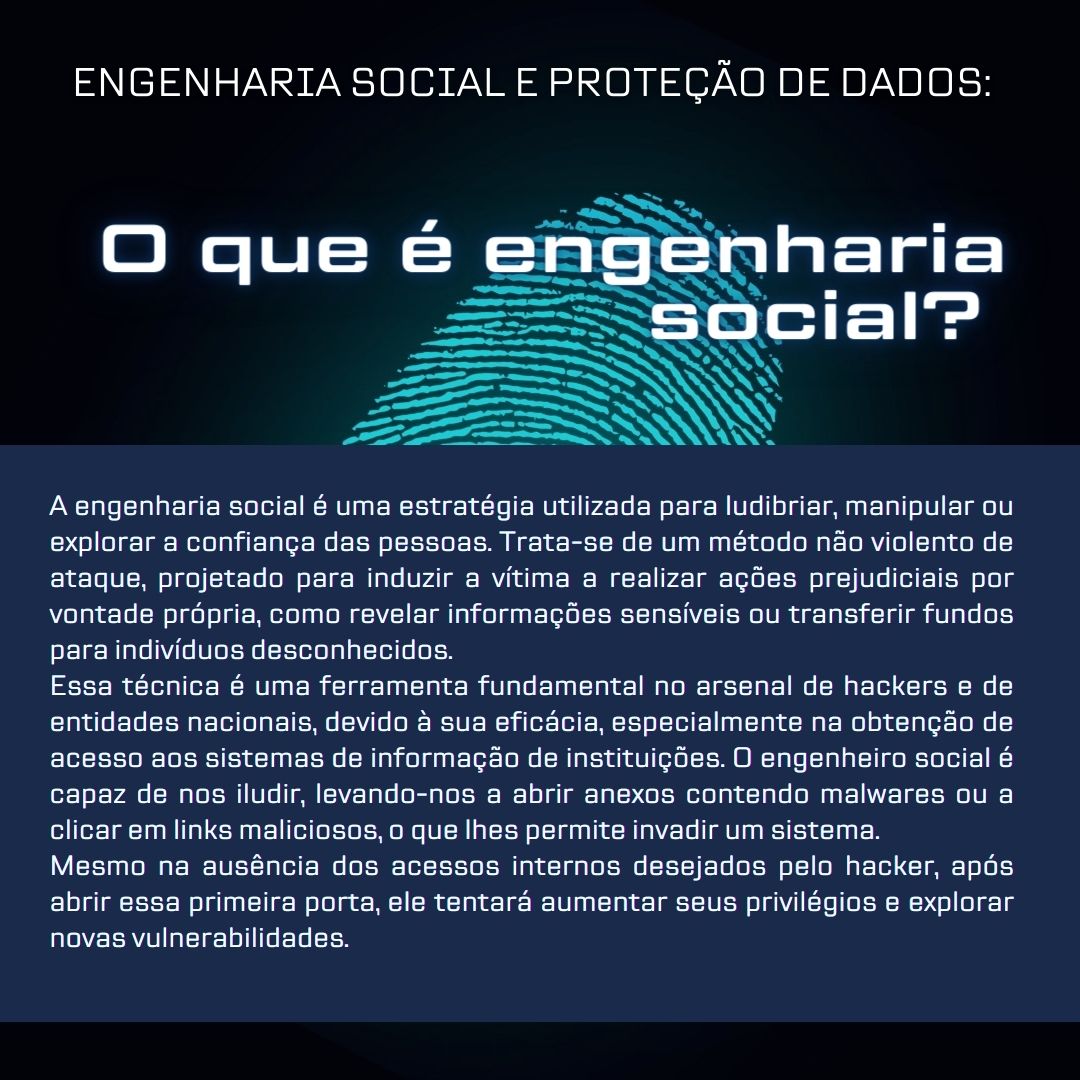 ENGENHARIA SOCIAL E PROTEÇÃO DE DADOS:
O que é engenharia
social?
A engenharia social é uma estratégia utilizada para ludibriar, manipular ou
explorar a confiança das pessoas. Trata-se de um método não violento de
ataque, projetado para induzir a vítima a realizar ações prejudiciais por
vontade própria, como revelar informações sensíveis ou transferir fundos
para indivíduos desconhecidos.
Essa técnica é uma ferramenta fundamental no arsenal de hackers e de
entidades nacionais, devido à sua eficácia, especialmente na obtenção de
acesso aos sistemas de informação de instituições. O engenheiro social é
capaz de nos iludir, levando-nos a abrir anexos contendo malwares ou a
clicar em links maliciosos, o que lhes permite invadir um sistema.
Mesmo na ausência dos acessos internos desejados pelo hacker, após
abrir essa primeira porta, ele tentará aumentar seus privilégios e explorar
novas vulnerabilidades.